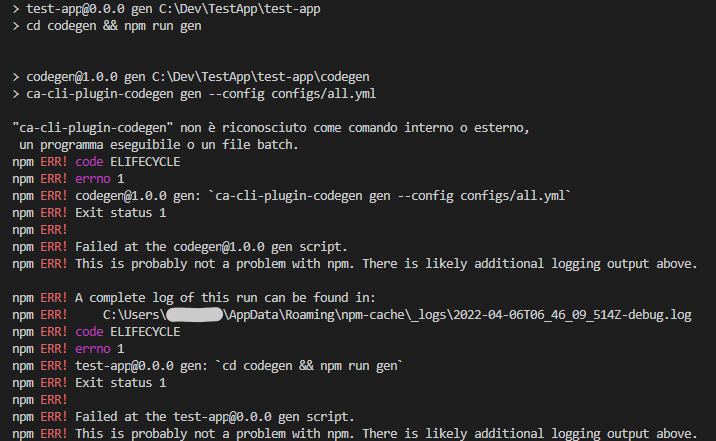 > test-app@0.0.0 gen C:\Dev\TestApp\test-app
> cd codegen && npm run gen
> codegen@1.0.0 gen C:\Dev\TestApp\test-app\codegen
> ca-cli-plugin-codegen gen --config configs/all.yml
"ca-cli-plugin-codegen" non è riconosciuto come comando interno o esterno,
 un programma eseguibile o un file batch.
npm ERR! code ELIFECYCLE
npm ERR! errno 1
npm ERR! codegen@1.0.0 gen: `ca-cli-plugin-codegen gen --config configs/all.yml`
npm ERR! Exit status 1
npm ERR!
npm ERR! Failed at the codegen@1.0.0 gen script.
npm ERR! This is probably not a problem with npm. There is likely additional logging output above.
npm ERR! A complete log of this run can be found in:
npm ERR!     C:\Users\ \AppData\Roaming\npm-cache\_logs\2022-04-06T06_46_09_514Z-debug.log
npm ERR! code ELIFECYCLE
npm ERR! errno 1
npm ERR! test-app@0.0.0 gen: `cd codegen && npm run gen`
npm ERR! Exit status 1
npm ERR!
npm ERR! Failed at the test-app@0.0.0 gen script.
npm ERR! This is probably not a problem with npm. There is likely additional logging output above.